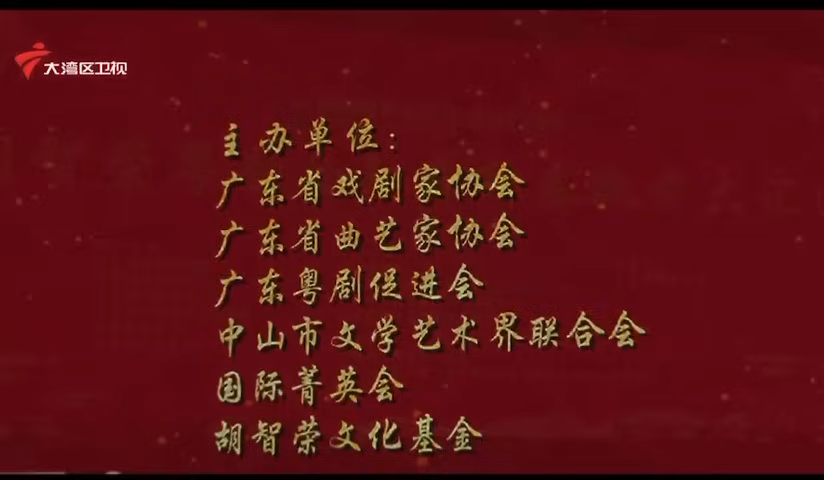 大湾区卫视
主办单位：
广东省戏剧家协会
广东省曲艺家协会
广东粤剧促进会
中山市文学艺术界联合会
国际菁英会
胡智荣文化基金